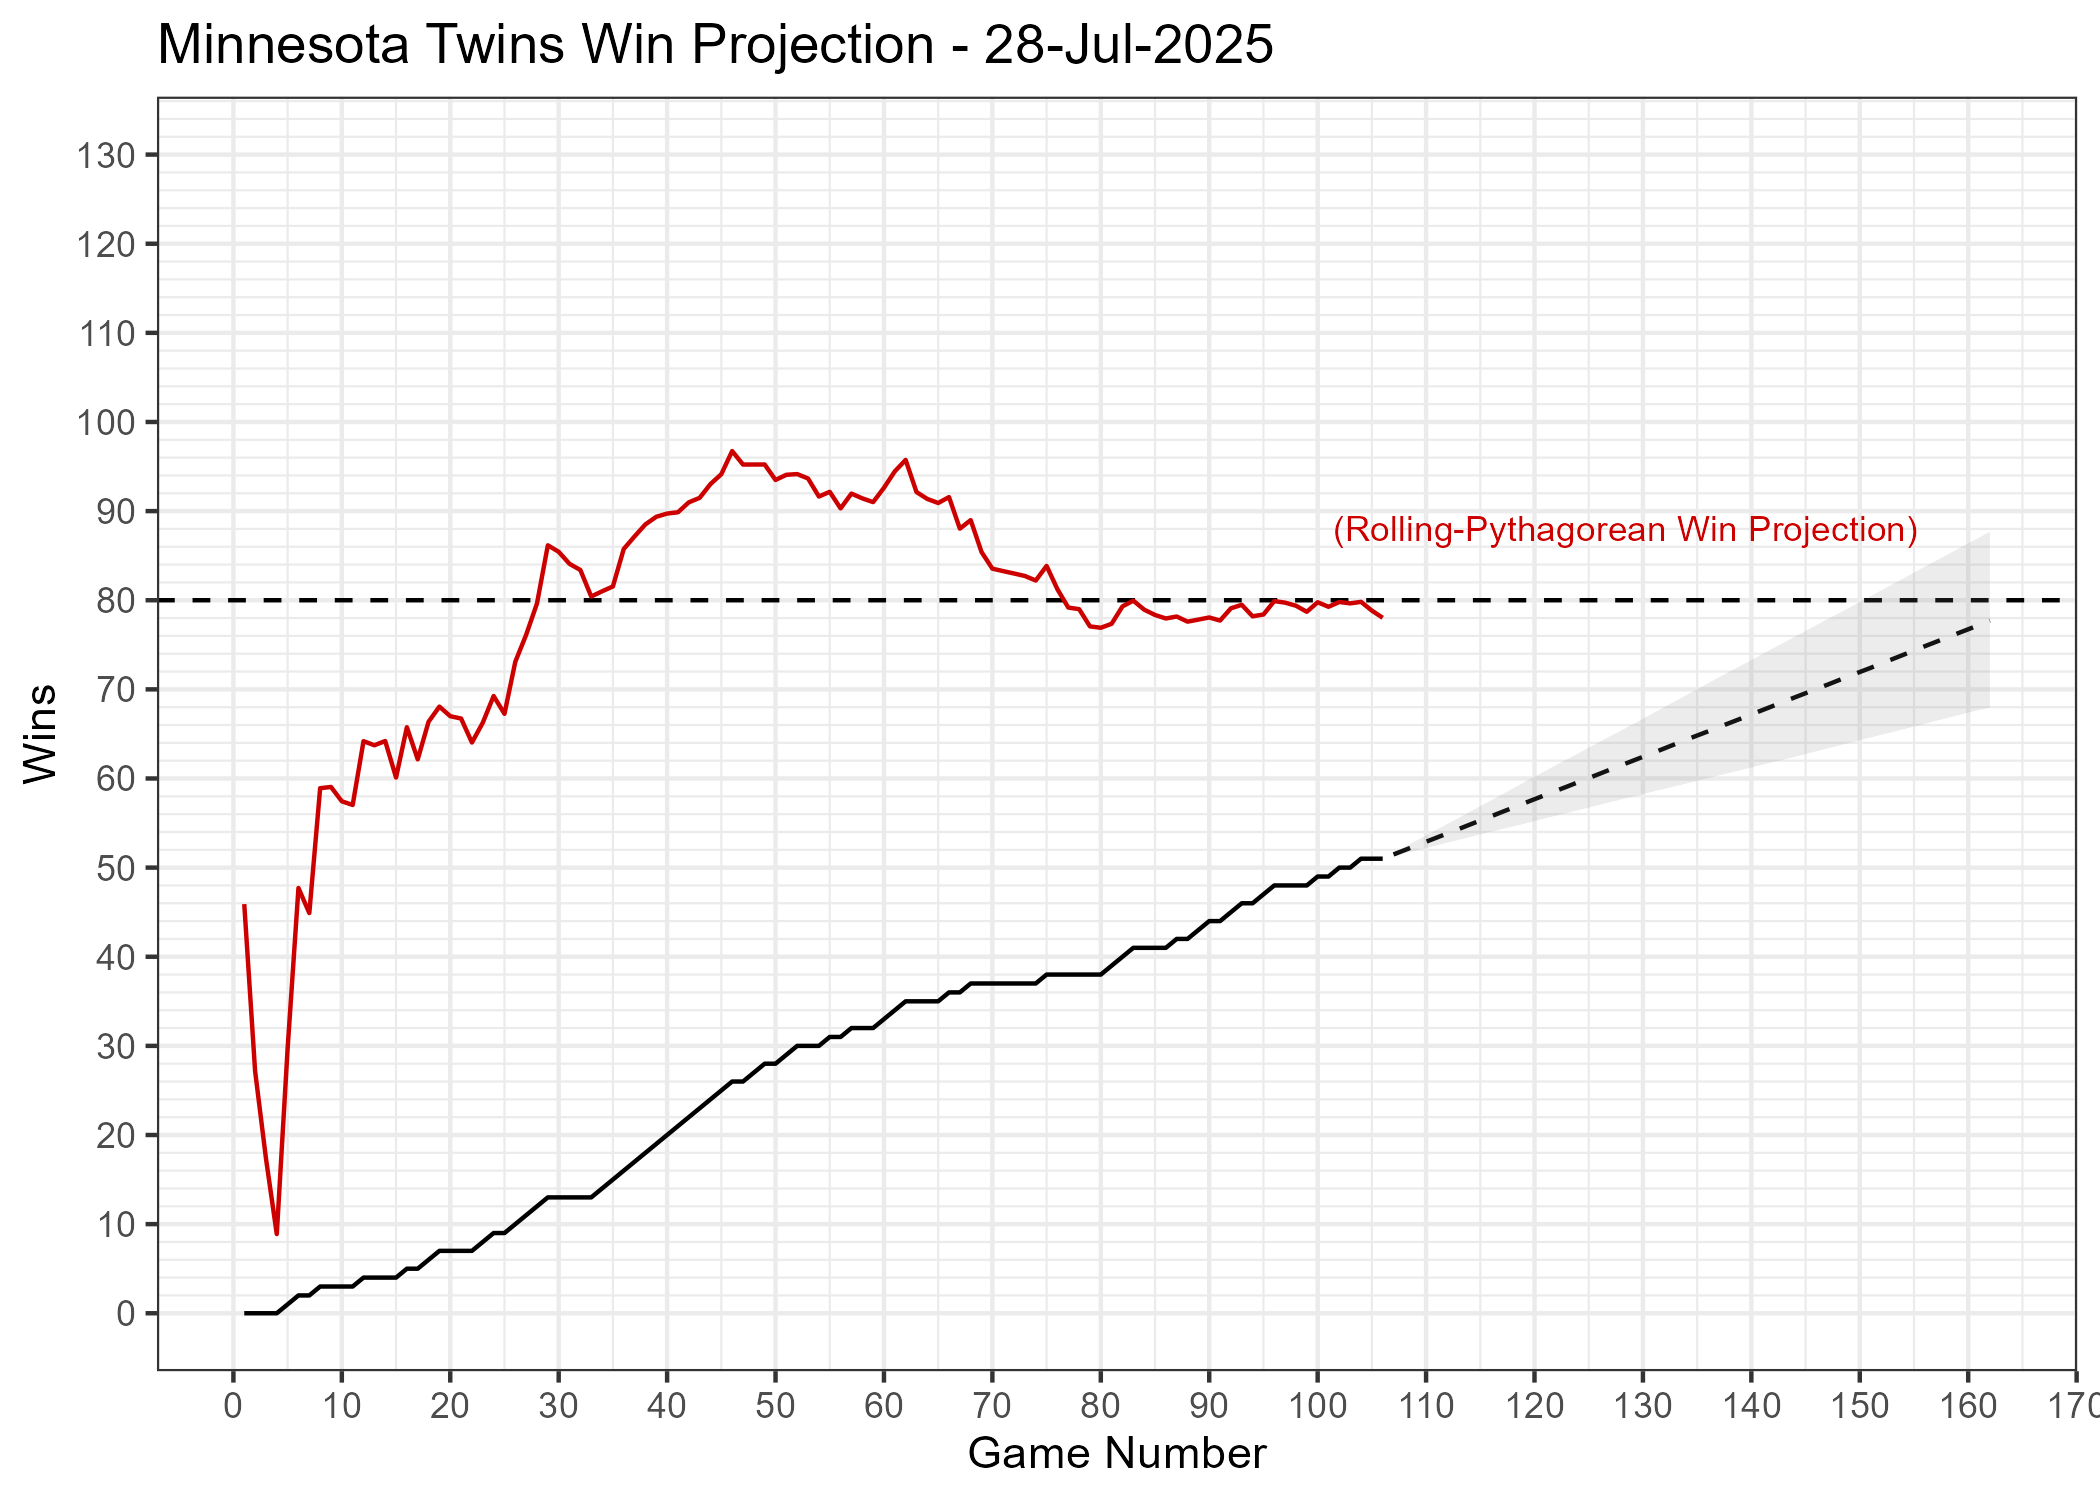 Minnesota Twins Win Projection - 28-Jul-2025
130
120
110
100
90
(Rolling-Pythagorean Win Projection)
80
70
Wins
60
50
40
30
20
10
0
0 10 20 30 40 50 60 70 80 90 100 110 120 130 140 150 160 170
Game Number